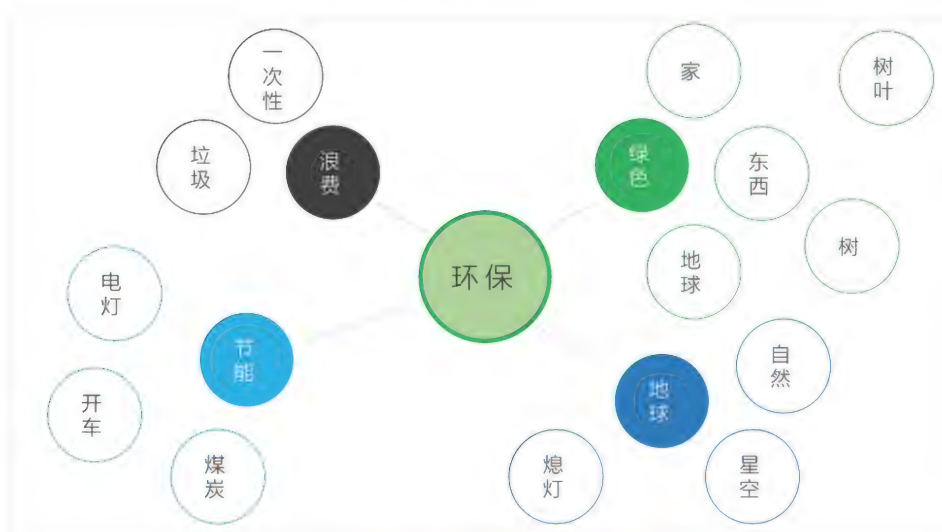 一次性
垃圾
浪费
家
树叶
绿色
东西
环保
地球
树
电灯
节能
开车
煤炭
自然
地球
熄灯
星空